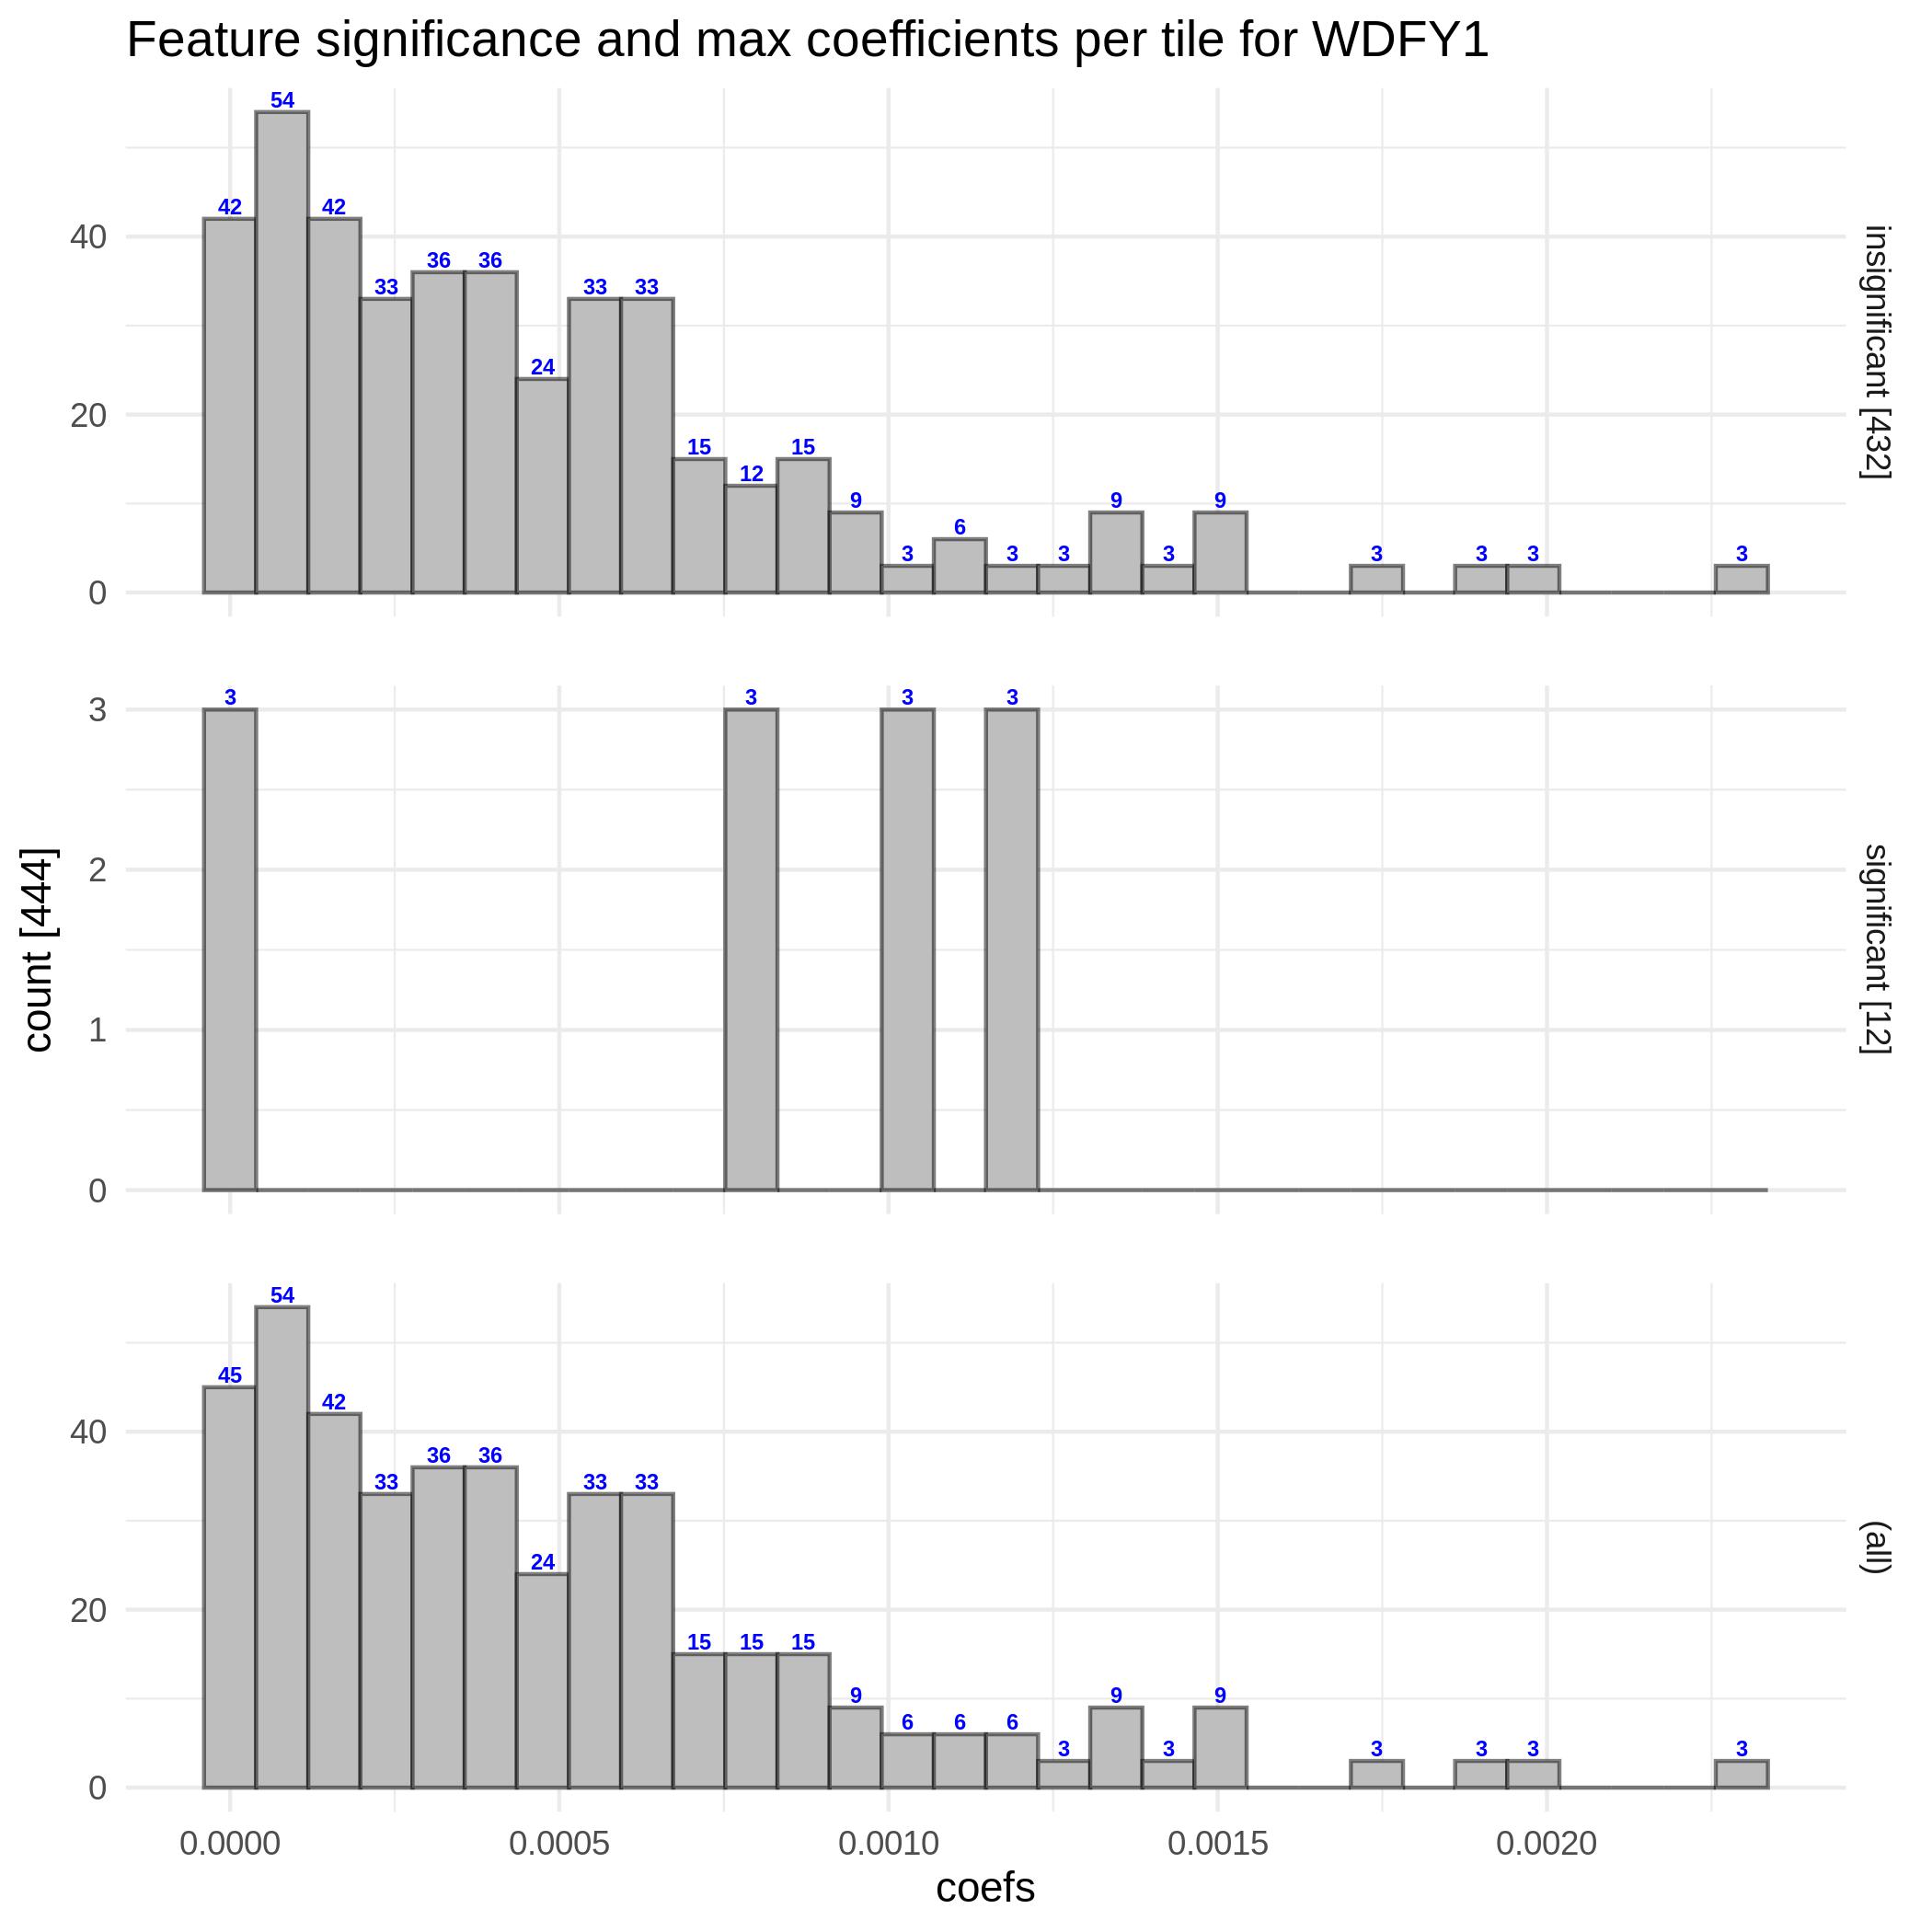 Feature significance and max coefficients per tile for WDFY1
54
42 42
33 36 36 24 33 33
15 12 15 9 3 6 3 3 9 3 9 3 3 3 3
40
20
0
insignificant [432]
3 3 3 3
3
2
1
0
significant [12]
count [444]
54
45 42
33 36 36 24 33 33
15 15 15 9 6 6 6 3 9 3 9 3 3 3 3
40
20
0
(all)
0.0000 0.0005 0.0010 0.0015 0.0020
coefs